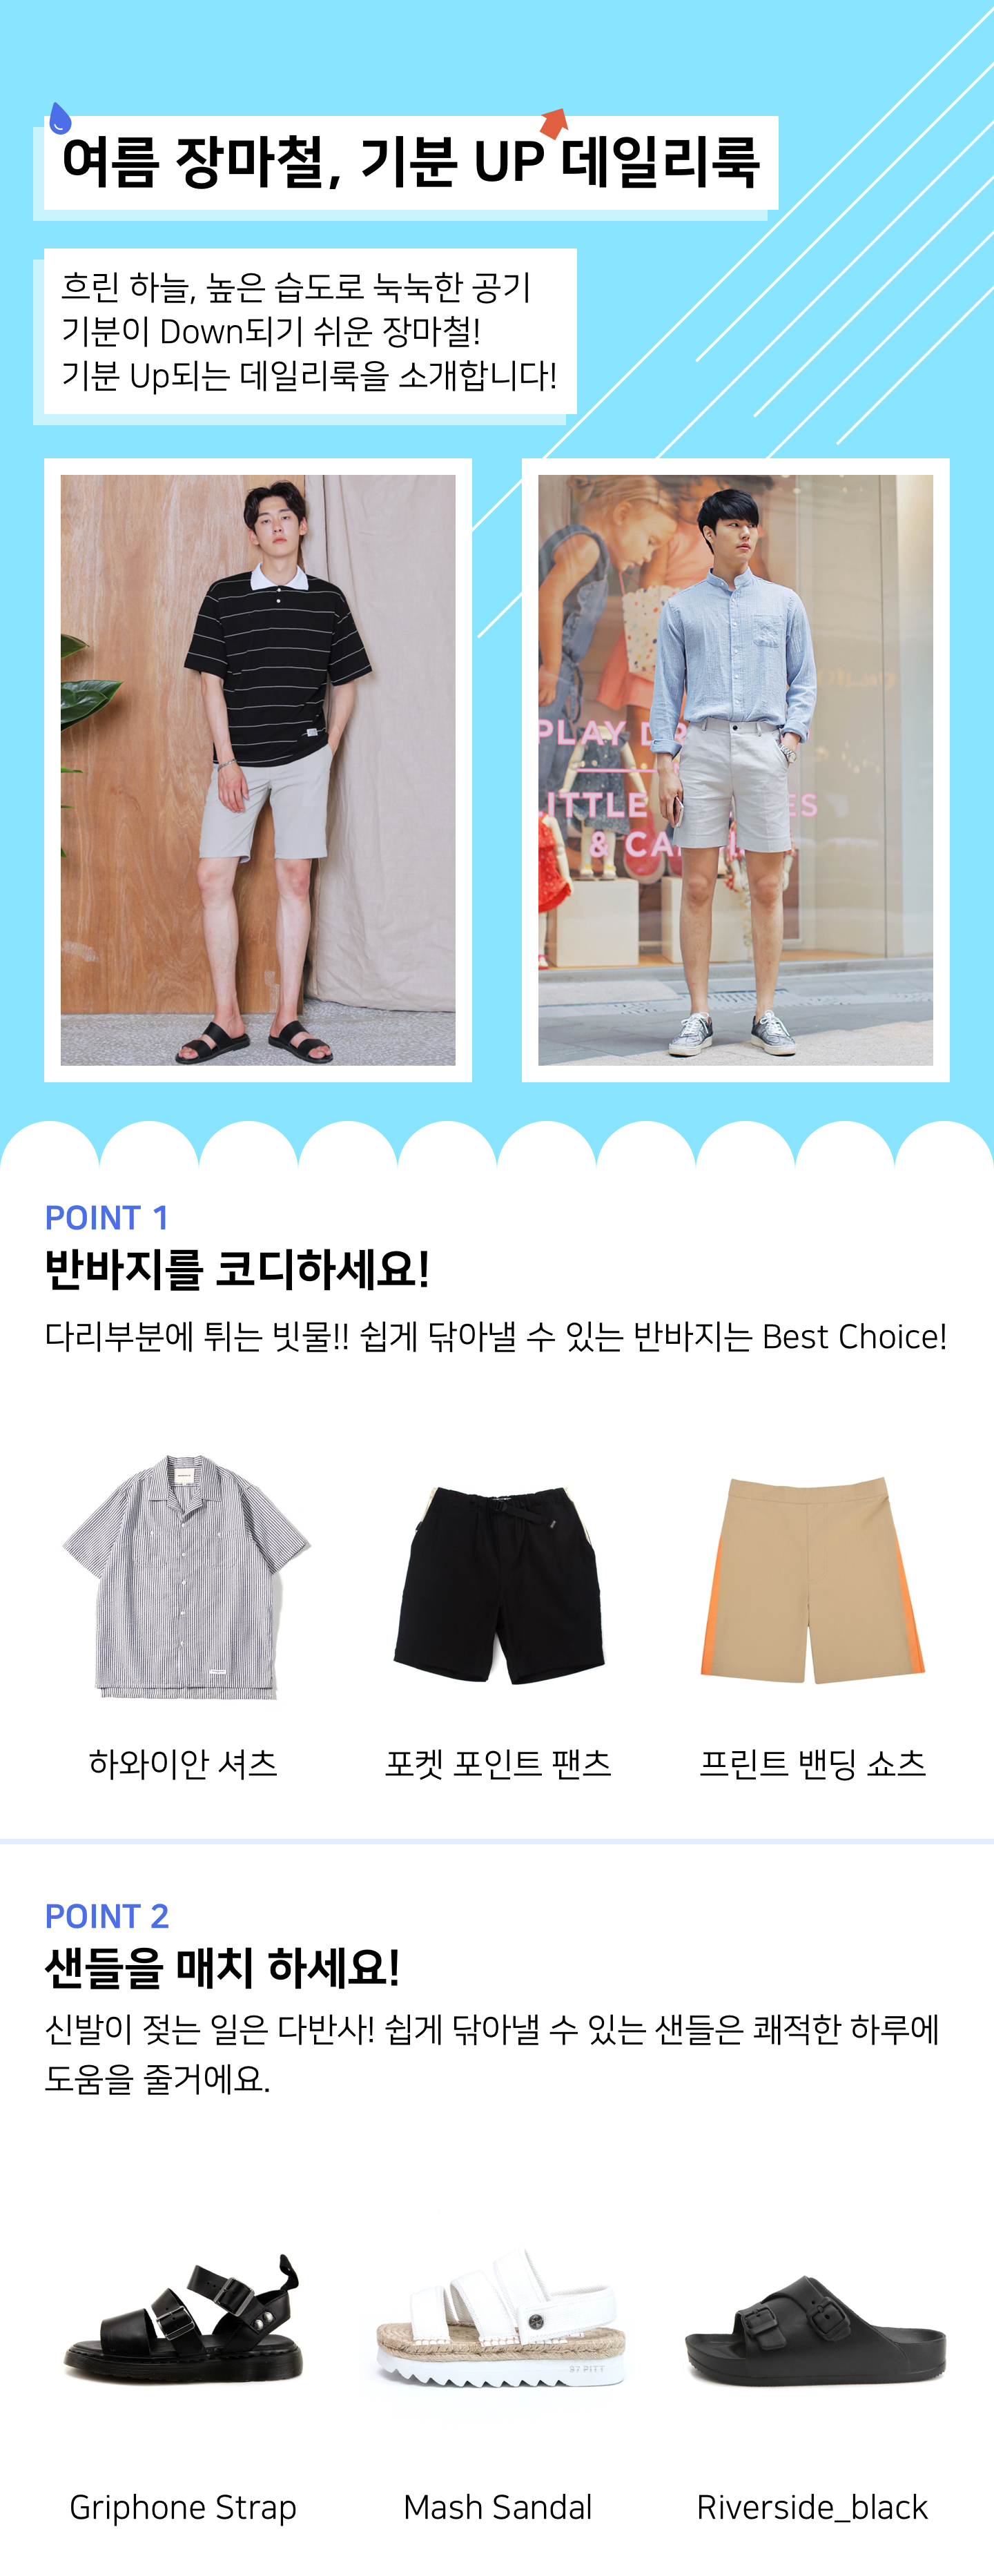 여름 장마철, 기분 UP 데일리룩
흐린 하늘, 높은 습도로 눅눅한 공기
기분이 Down되기 쉬운 장마철!
기분 Up되는 데일리룩을 소개합니다!
PLAY DR
LITTLE ES
& CA
POINT 1
반바지를 코디하세요!
다리부분에 튀는 빗물!! 쉽게 닦아낼 수 있는 반바지는 Best Choice!
하와이안 셔츠
포켓 포인트 팬츠
프린트 밴딩 쇼츠
POINT 2
샌들을 매치 하세요!
신발이 젖는 일은 다반사! 쉽게 닦아낼 수 있는 샌들은 쾌적한 하루에
도움을 줄거에요.
97 PITT
Griphone Strap
Mash Sandal
Riverside_black